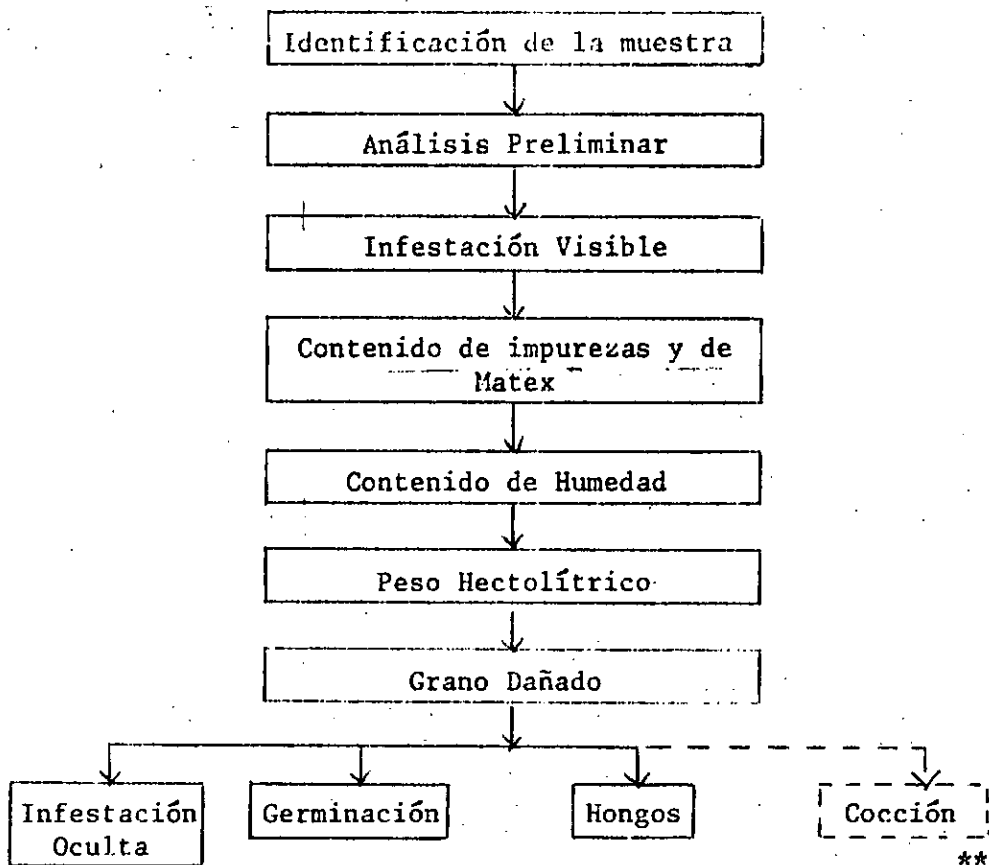 Identificación de la muestra
Análisis Preliminar
Infestación Visible
Contenido de impurezas y de
Matex
Contenido de Humedad
Peso Hectolítrico
Grano Dañado
Infestación
Oculta
Germinación
Hongos
Cocción
**